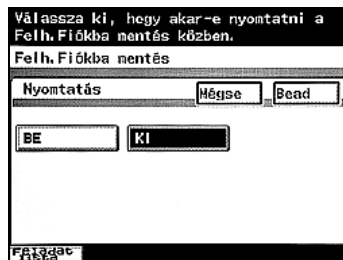 Válassza ki, hogy akar-e nyomtatni a
Felh.Fiókba mentés közben.
Felh.Fiókba mentés
Nyomtatás
Mégse
Bead
BE
KI
Feladat
lista